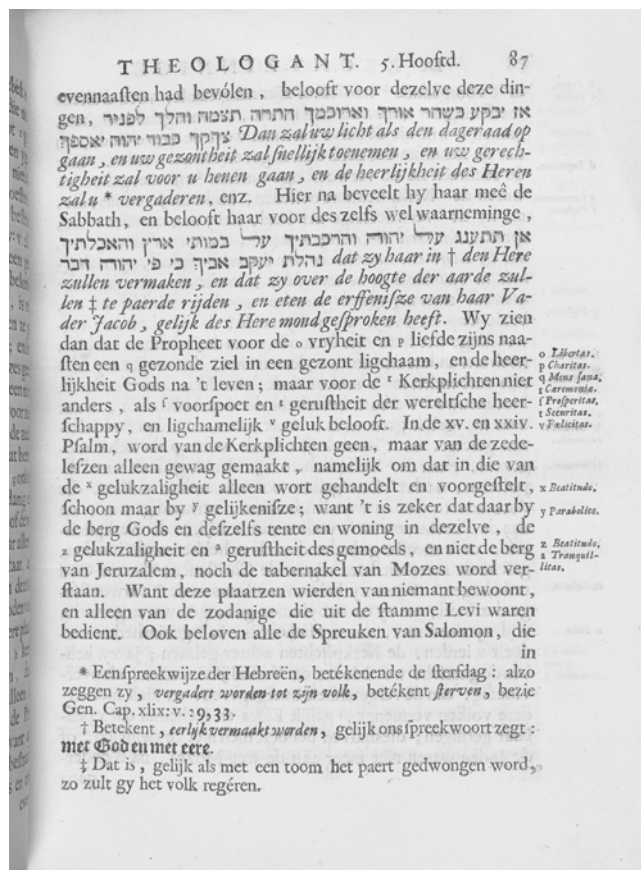 THEOLOGANT. 5. Hooftd. 87
evennaaſten had bevólen, belooft voor dezelve deze din-
gen, אז יבקע כשחר אורך וארוכמך התרה תצמה והלך לפניר
צדקך כבוד יהוה יאספך Dan zal uw licht als den dageraad op
gaan, en uw gezontheit zal ſnellijk toenemen, en uw gerech-
tigheit zal voor u henen gaan, en de heerlijkheit des Heren
zal u * vergaderen, enz. Hier na beveelt hy haar meê de
Sabbath, en belooft haar voor des zelfs wel waarneminge,
אן תתענג על יהוה והרכבתיך על במותי ארץ והאכלתיך
נהלת יעקב אביך כי פי יהוה דבר dat zy haar in † den Here
zullen vermaken, en dat zy over de hoogte der aarde zul-
len ‡ te paerde rijden, en eten de erffeniſze van haar Va-
der Jacob, gelijk des Here mond geſproken heeft. Wy zien
dan dat de Propheet voor de o vryheit en p liefde zijns naa-
ſten een q gezonde ziel in een gezont ligchaam, en de heer-
lijkheit Gods na 't leven; maar voor de r Kerkplichten niet
anders, als ſ voorſpoet en t geruſtheit der wereltſche heer-
ſchappy, en ligchamelijk v geluk belooft. In de xv. en xxiv.
Pſalm, word van de Kerkplichten geen, maar van de zede-
leſzen alleen gewag gemaakt, namelijk om dat in die van
de x gelukzaligheit alleen wort gehandelt en voorgeſtelt,
ſchoon maar by y gelijkeniſze; want 't is zeker dat daar by
de berg Gods en deſzelfs tente en woning in dezelve, de
z gelukzaligheit en a geruſtheit des gemoeds, en niet de berg
van Jeruzalem, noch de tabernakel van Mozes word ver-
ſtaan. Want deze plaatzen wierden van niemant bewoont,
en alleen van de zodanige die uit de ſtamme Levi waren
bedient. Ook beloven alle de Spreuken van Salomon, die
in
o Libertas.
p Charitas.
q Mens ſana.
r Cæremonia.
ſ Proſperitas.
t Securitas.
v Fœlicitas.
x Beatitudo.
y Parabolice.
z Beatitudo.
a Tranquil-
litas.
* Een ſpreekwijze der Hebreën, betékenende de ſterfdag: alzo
zeggen zy, vergadert worden tot zijn volk, betékent ſterven, bezie
Gen. Cap. xlix: v.: 9, 33.
† Betekent, eerlyk vermaakt worden, gelijk ons ſpreekwoort zegt:
met God en met eere.
‡ Dat is, gelijk als met een toom het paert gedwongen word,
zo zult gy het volk regéren.